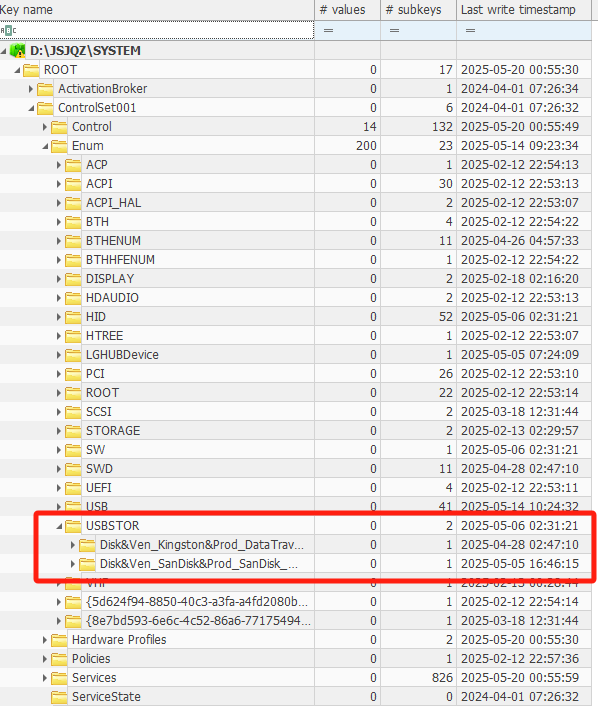 Key name # values # subkeys Last write timestamp
= = =
D:\JSJQZ\SYSTEM
ROOT 0 17 2025-05-20 00:55:30
ActivationBroker 0 1 2024-04-01 07:26:34
ControlSet001 0 6 2024-04-01 07:26:32
Control 14 132 2025-05-20 00:55:49
Enum 200 23 2025-05-14 09:23:34
ACP 0 1 2025-02-12 22:54:13
ACPI 0 30 2025-02-12 22:53:13
ACPI_HAL 0 2 2025-02-12 22:53:07
BTH 0 4 2025-02-12 22:54:22
BTHENUM 0 11 2025-04-26 04:57:33
BTHHFENUM 0 1 2025-02-12 22:54:22
DISPLAY 0 2 2025-02-18 02:16:20
HDAUDIO 0 2 2025-02-12 22:53:13
HID 0 52 2025-05-06 02:31:21
HTREE 0 1 2025-02-12 22:53:07
LGHUBDevice 0 1 2025-05-05 07:24:09
PCI 0 26 2025-02-12 22:53:10
ROOT 0 22 2025-02-12 22:53:14
SCSI 0 2 2025-03-18 12:31:44
STORAGE 0 2 2025-02-13 02:29:57
SW 0 1 2025-05-06 02:31:21
SWD 0 11 2025-04-28 02:47:10
UEFI 0 4 2025-02-12 22:53:11
USB 0 41 2025-05-14 10:24:32
USBSTOR 0 2 2025-05-06 02:31:21
Disk&Ven_Kingston&Prod_DataTrav... 0 1 2025-04-28 02:47:10
Disk&Ven_SanDisk&Prod_SanDisk_... 0 1 2025-05-05 16:46:15
0 1
{5d624f94-8850-40c3-a3fa-a4fd2080b... 0 1 2025-02-12 22:54:14
{8e7bd593-6e6c-4c52-86a6-77175494... 0 1 2025-03-18 12:31:44
Hardware Profiles 0 2 2025-05-20 00:55:30
Policies 0 1 2025-02-12 22:57:36
Services 0 826 2025-05-20 00:55:59
ServiceState 0 0 2024-04-01 07:26:32